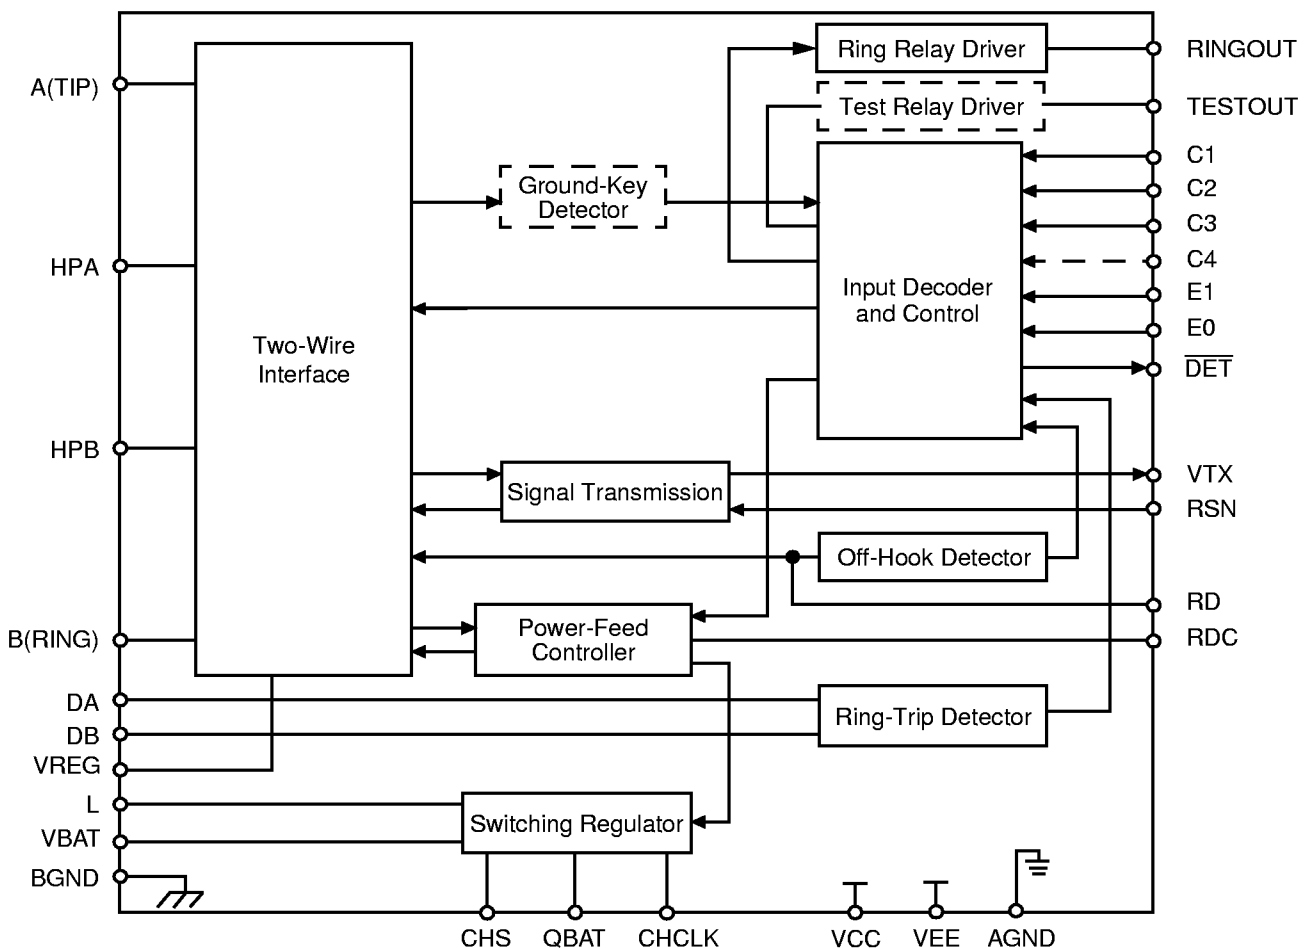 A(TIP)
HPA
HPB
B(RING)
DA
DB
VREG
L
VBAT
BGND
Two-Wire
Interface
Ground-Key
Detector
Signal Transmission
Power-Feed
Controller
Switching Regulator
Ring Relay Driver
Test Relay Driver
Input Decoder
and Control
Off-Hook Detector
Ring-Trip Detector
RINGOUT
TESTOUT
C1
C2
C3
C4
E1
E0
D̅E̅T̅
VTX
RSN
RD
RDC
CHS
QBAT
CHCLK
VCC
VEE
AGND